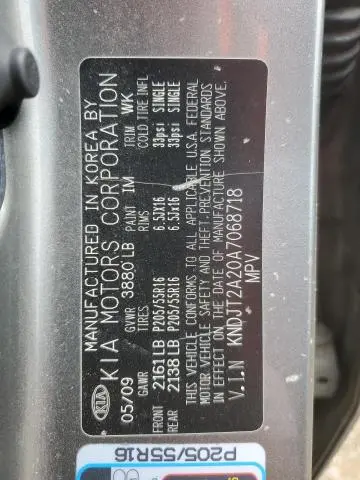 KIA
MANUFACTURED IN KOREA BY
KIA MOTORS CORPORATION
05/09 GVWR 3880 LB PAINT IM TRIM WK
GAWR TIRES RIMS COLD TIRE INFL
FRONT 2161 LB P205/55R16 6.5JX16 33psi SINGLE
REAR 2138 LB P205/55R16 6.5JX16 33psi SINGLE
THIS VEHICLE CONFORMS TO ALL APPLICABLE U.S.A. FEDERAL
MOTOR VEHICLE SAFETY AND THEFT-PREVENTION STANDARDS
IN EFFECT ON THE DATE OF MANUFACTURE SHOWN ABOVE.
V.I.N KNDJT2A20A7068718
MPV
P205/55R16